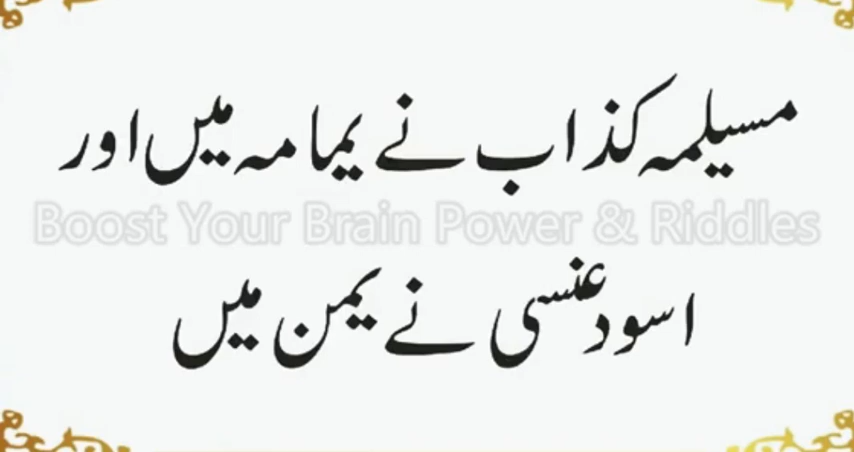 مسیلمہ کذاب نے یمامہ میں اور
Boost Your Brain Power & Riddles
اسود عنسی نے یمن میں